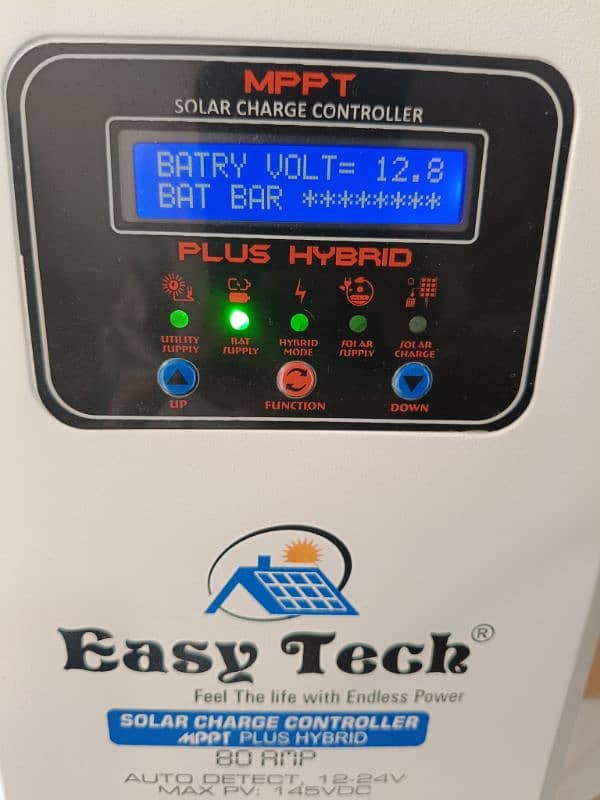 MPPT
SOLAR CHARGE CONTROLLER
BATRY VOLT= 12.8
BAT BAR ********
PLUS HYBRID
UTILITY SUPPLY
BAT SUPPLY
HYBRID MODE
SOLAR SUPPLY
SOLAR CHARGE
UP
FUNCTION
DOWN
Easy Tech®
Feel The life with Endless Power
SOLAR CHARGE CONTROLLER
MPPT PLUS HYBRID
80 AMP
AUTO DETECT, 12-24V
MAX PV: 145VDC